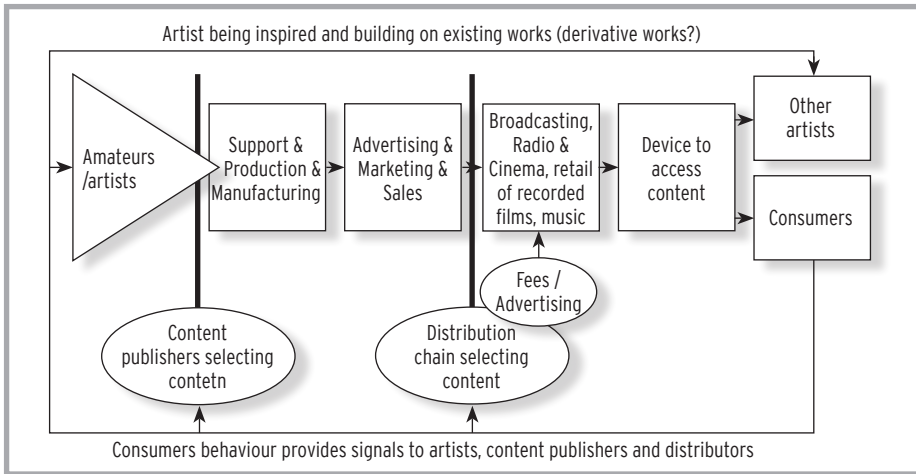 Artist being inspired and building on existing works (derivative works?)
Amateurs
/artists
Support &
Production &
Manufacturing
Advertising &
Marketing &
Sales
Broadcasting,
Radio &
Cinema, retail
of recorded
films, music
Device to
access
content
Other
artists
Consumers
Fees /
Advertising
Content
publishers selecting
contetn
Distribution
chain selecting
content
Consumers behaviour provides signals to artists, content publishers and distributors